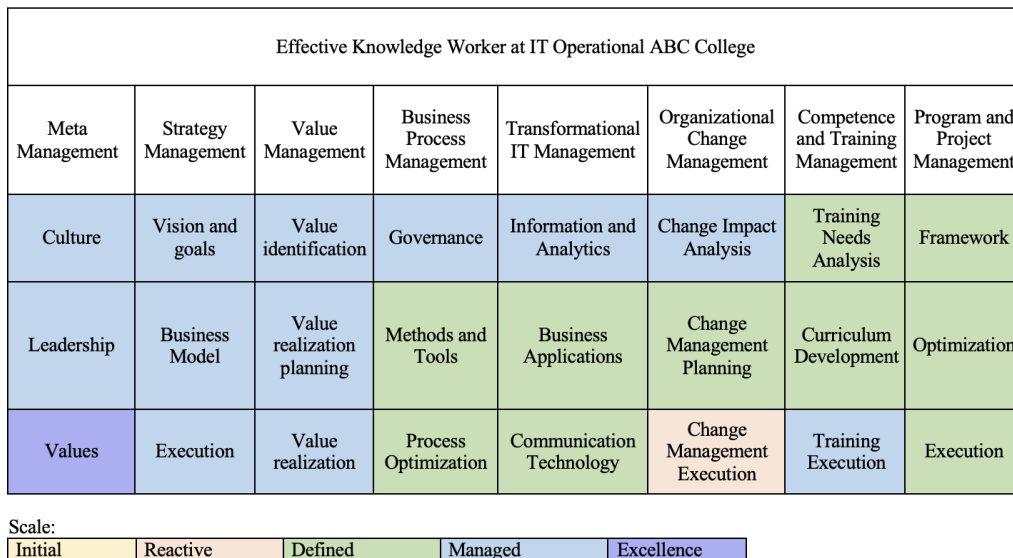 Effective Knowledge Worker at IT Operational ABC College
Meta
Management
Strategy
Management
Value
Management
Business
Process
Management
Transformational
IT Management
Organizational
Change
Management
Competence
and Training
Management
Program and
Project
Management
Culture
Vision and
goals
Value
identification
Governance
Information and
Analytics
Change Impact
Analysis
Training
Needs
Analysis
Framework
Leadership
Business
Model
Value
realization
planning
Methods and
Tools
Business
Applications
Change
Management
Planning
Curriculum
Development
Optimization
Values
Execution
Value
realization
Process
Optimization
Communication
Technology
Change
Management
Execution
Training
Execution
Execution
Scale:
Initial
Reactive
Defined
Managed
Excellence